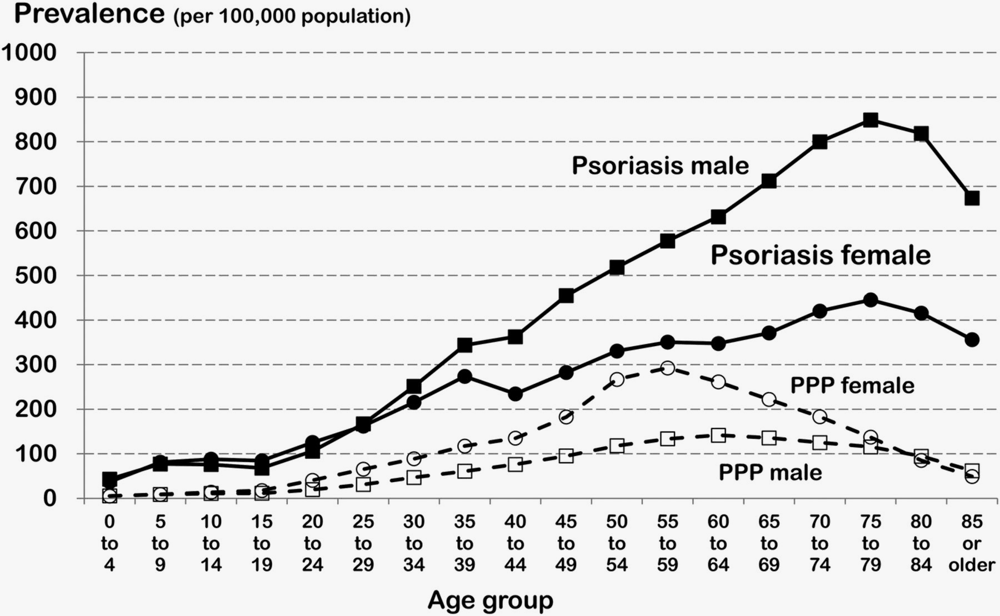 Prevalence (per 100,000 population)
1000
900
800
700
600
500
400
300
200
100
0
Psoriasis male
Psoriasis female
PPP female
PPP male
0 5 10 15 20 25 30 35 40 45 50 55 60 65 70 75 80 85
to to to to to to to to to to to to to to to to to or
4 9 14 19 24 29 34 39 44 49 54 59 64 69 74 79 84 older
Age group